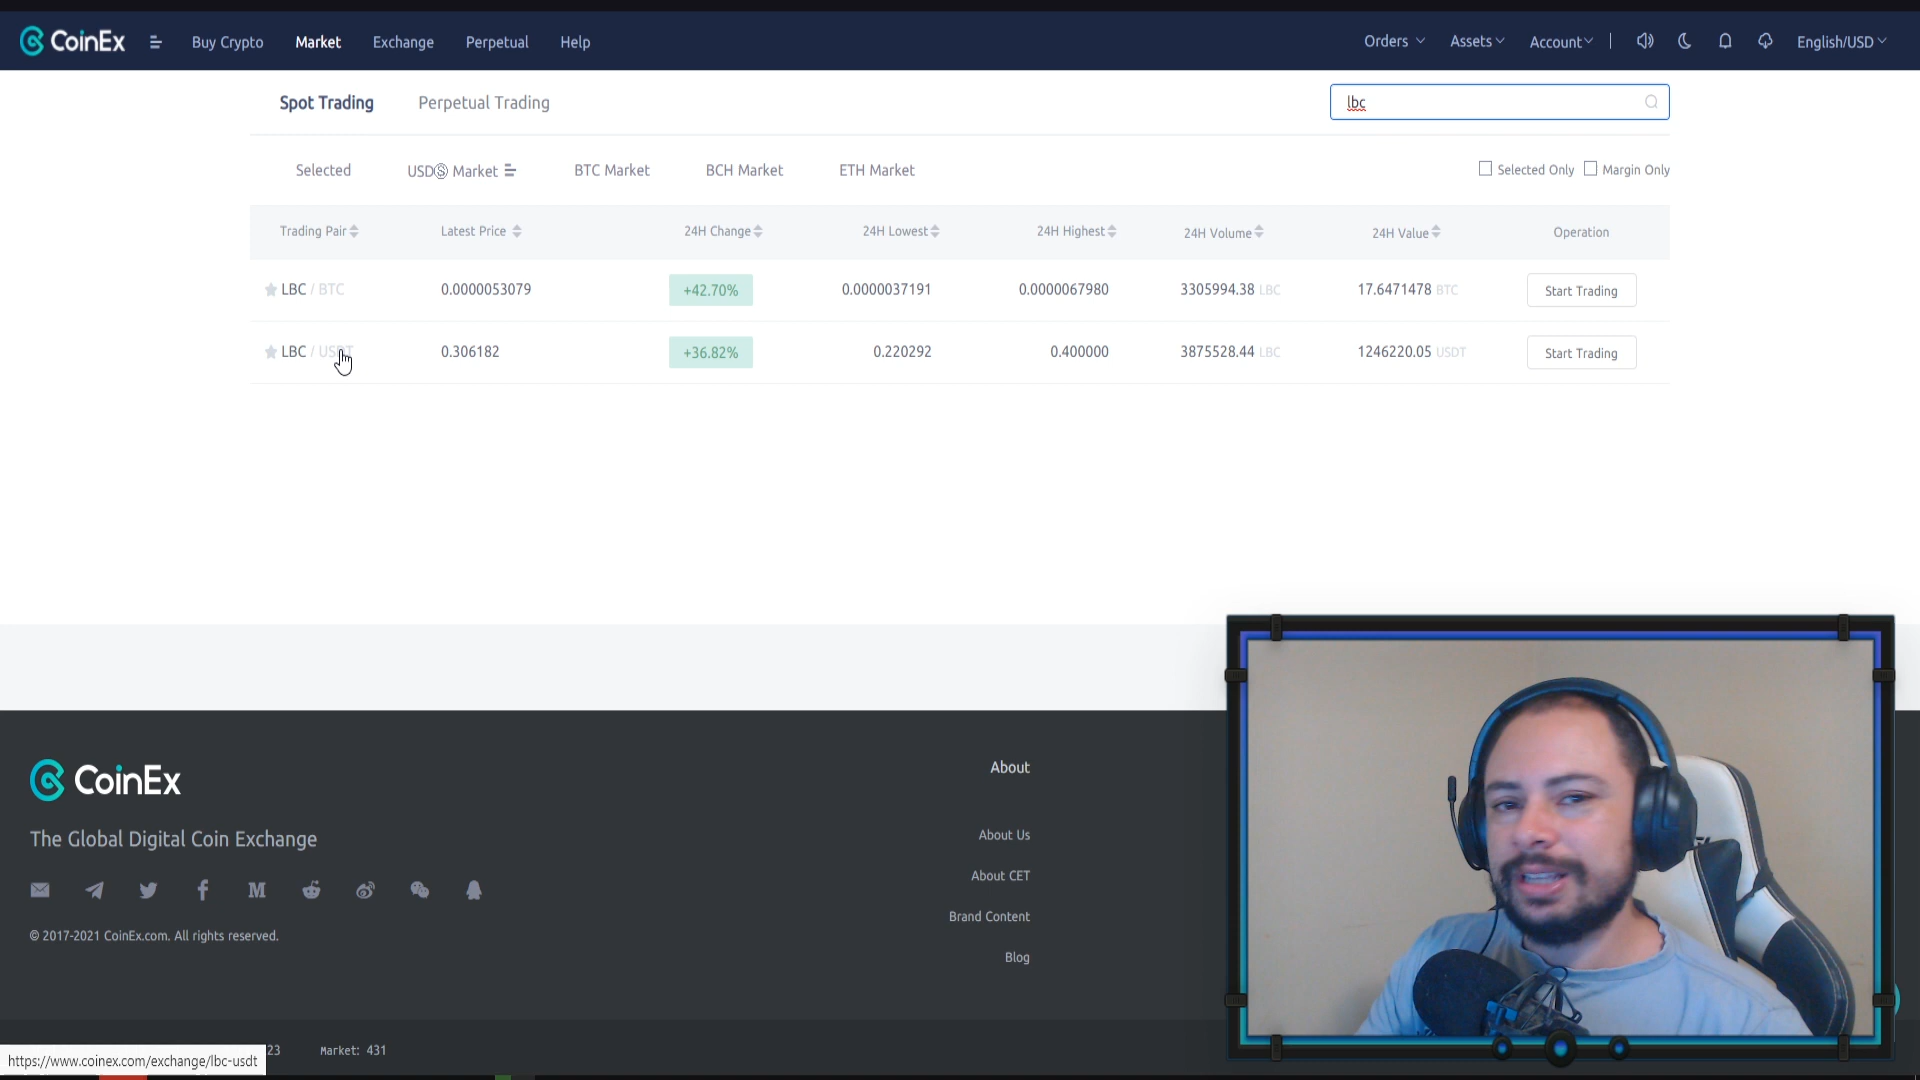 CoinEx Buy Crypto Market Exchange Perpetual Help Orders Assets Account English/USD
Spot Trading Perpetual Trading lbc
Selected USD Market BTC Market BCH Market ETH Market Selected Only Margin Only
Trading Pair Latest Price 24H Change 24H Lowest 24H Highest 24H Volume 24H Value Operation
LBC / BTC 0.0000053079 +42.70% 0.0000037191 0.0000067980 3305994.38 LBC 17.6471478 BTC Start Trading
LBC / USDT 0.306182 +36.82% 0.220292 0.400000 3875528.44 LBC 1246220.05 USDT Start Trading
CoinEx
The Global Digital Coin Exchange
© 2017-2021 CoinEx.com. All rights reserved.
About
About Us
About CET
Brand Content
Blog
23 Market: 431
https://www.coinex.com/exchange/lbc-usdt